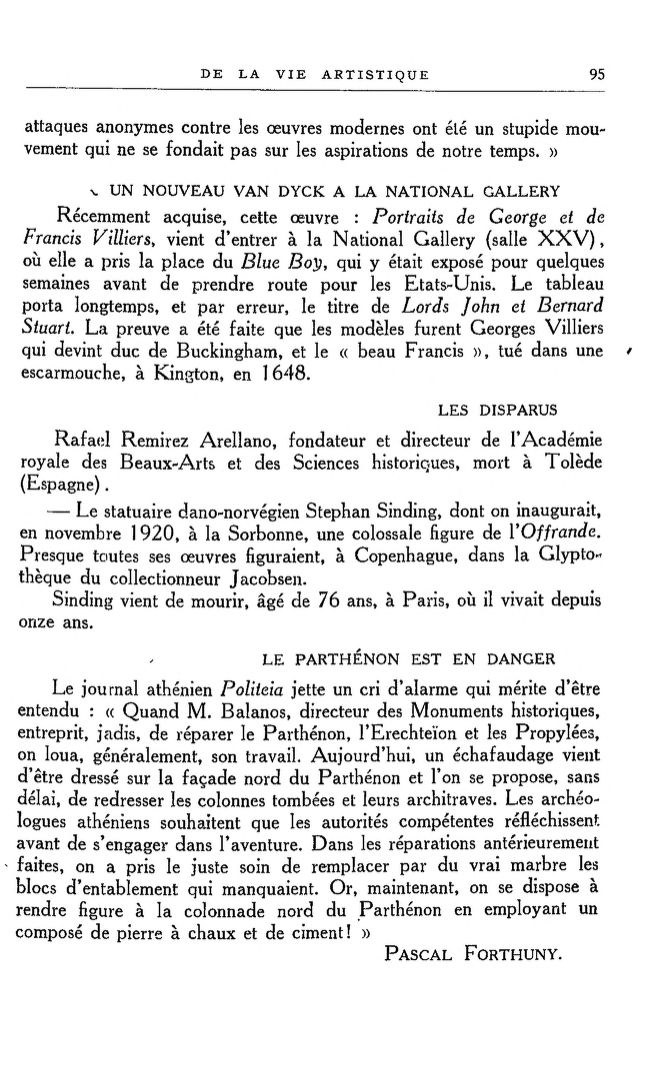 DE LA VIE ARTISTIQUE 95
attaques anonymes contre les œuvres modernes ont été un stupide mou-
vement qui ne se fondait pas sur les aspirations de notre temps. »
UN NOUVEAU VAN DYCK A LA NATIONAL GALLERY
Récemment acquise, cette œuvre : Portraits de George et de
Francis Villiers, vient d'entrer à la National Gallery (salle XXV),
où elle a pris la place du Blue Boy, qui y était exposé pour quelques
semaines avant de prendre route pour les Etats-Unis. Le tableau
porta longtemps, et par erreur, le titre de Lords John et Bernard
Stuart. La preuve a été faite que les modèles furent Georges Villiers
qui devint duc de Buckingham, et le « beau Francis », tué dans une
escarmouche, à Kington, en 1648.
LES DISPARUS
Rafael Remirez Arellano, fondateur et directeur de l'Académie
royale des Beaux-Arts et des Sciences historiques, mort à Tolède
(Espagne).
— Le statuaire dano-norvégien Stephan Sinding, dont on inaugurait,
en novembre 1920, à la Sorbonne, une colossale figure de l'Offrande.
Presque toutes ses œuvres figuraient, à Copenhague, dans la Glypto-
thèque du collectionneur Jacobsen.
Sinding vient de mourir, âgé de 76 ans, à Paris, où il vivait depuis
onze ans.
LE PARTHÉNON EST EN DANGER
Le journal athénien Politeia jette un cri d'alarme qui mérite d'être
entendu : « Quand M. Balanos, directeur des Monuments historiques,
entreprit, jadis, de réparer le Parthénon, l'Erechteïon et les Propylées,
on loua, généralement, son travail. Aujourd'hui, un échafaudage vient
d'être dressé sur la façade nord du Parthénon et l'on se propose, sans
délai, de redresser les colonnes tombées et leurs architraves. Les archéo-
logues athéniens souhaitent que les autorités compétentes réfléchissent
avant de s'engager dans l'aventure. Dans les réparations antérieurement
faites, on a pris le juste soin de remplacer par du vrai marbre les
blocs d'entablement qui manquaient. Or, maintenant, on se dispose à
rendre figure à la colonnade nord du Parthénon en employant un
composé de pierre à chaux et de ciment! »
PASCAL FORTHUNY.